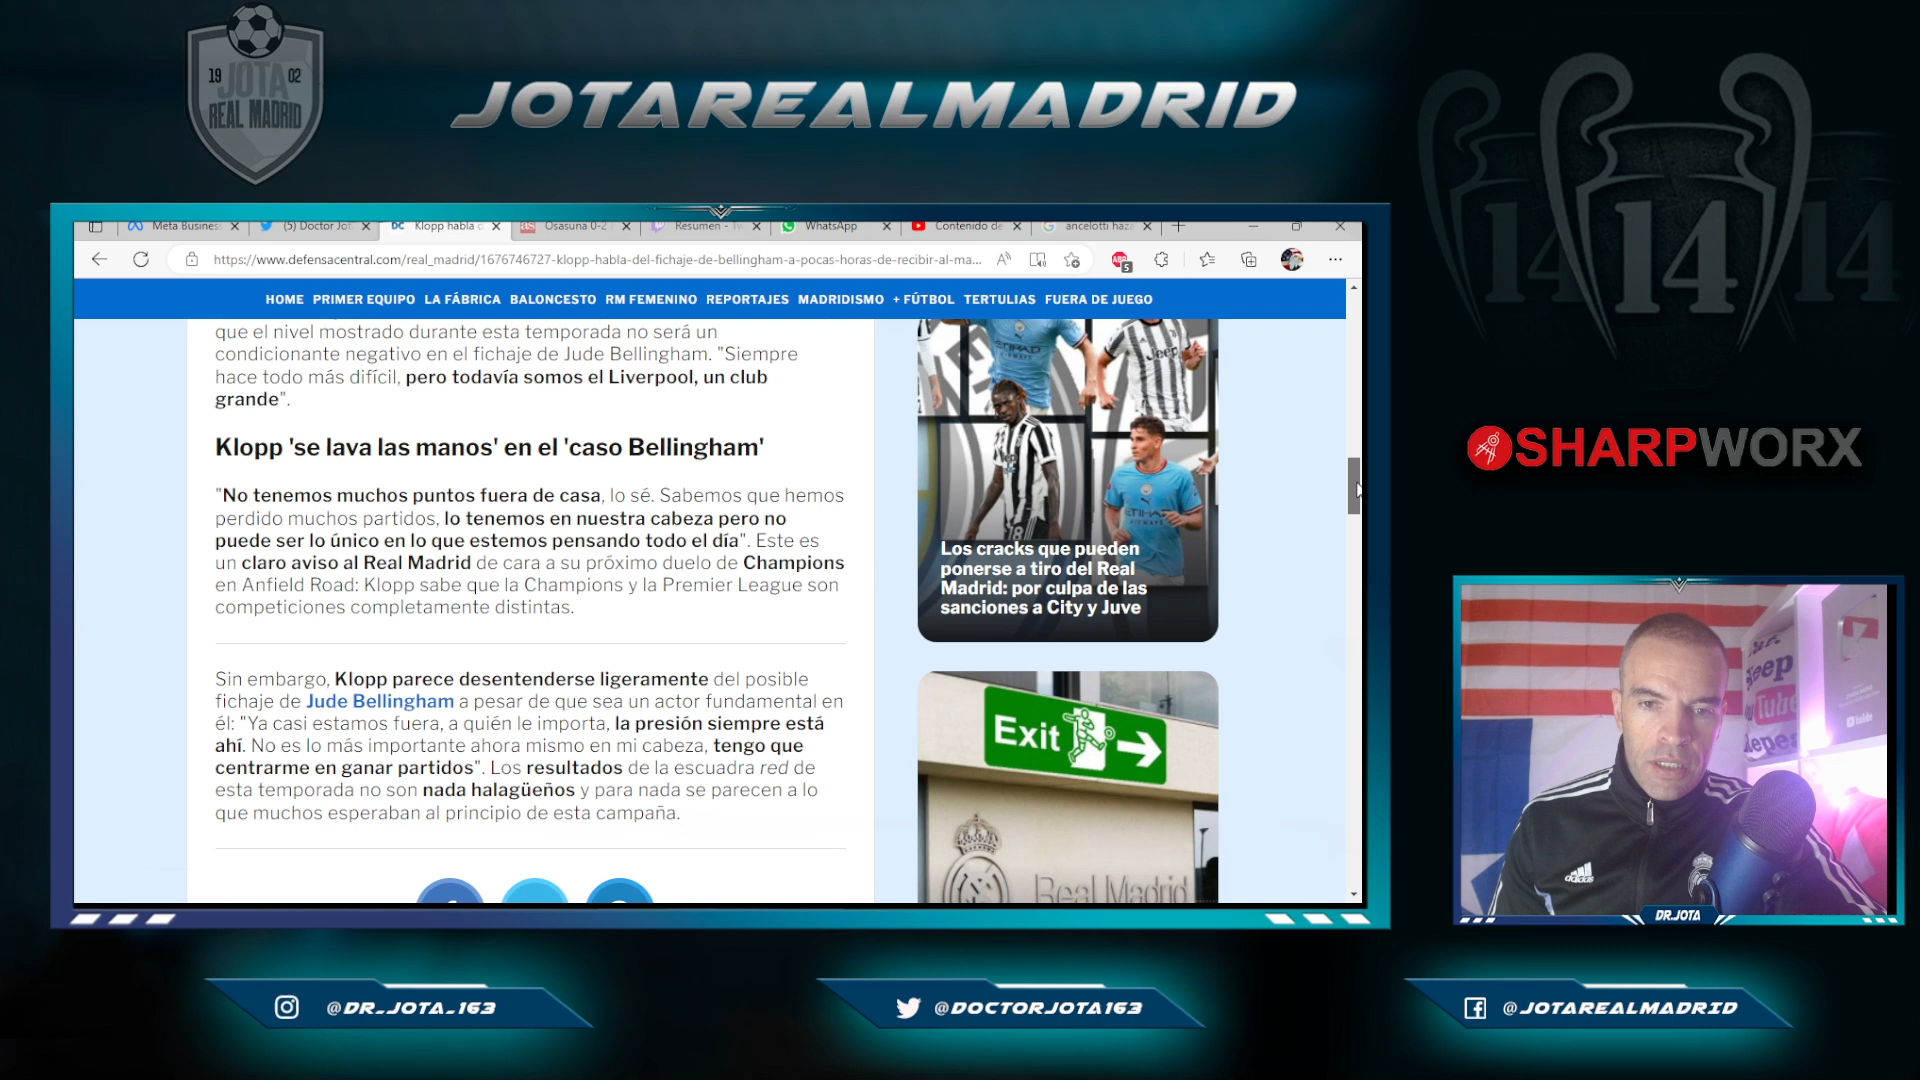 19 02
JOTA
REAL MADRID
JOTAREALMADRID
14 14 14
Meta Business (5) Doctor Jot Klopp habla d Osasuna 0-2 Resumen - Tw WhatsApp Contenido de ancelotti haza
https://www.defensacentral.com/real_madrid/1676746727-klopp-habla-del-fichaje-de-bellingham-a-pocas-horas-de-recibir-al-ma...
HOME PRIMER EQUIPO LA FÁBRICA BALONCESTO RM FEMENINO REPORTAJES MADRIDISMO + FÚTBOL TERTULIAS FUERA DE JUEGO
que el nivel mostrado durante esta temporada no será un
condicionante negativo en el fichaje de Jude Bellingham. "Siempre
hace todo más difícil, pero todavía somos el Liverpool, un club
grande".
Klopp 'se lava las manos' en el 'caso Bellingham'
"No tenemos muchos puntos fuera de casa, lo sé. Sabemos que hemos
perdido muchos partidos, lo tenemos en nuestra cabeza pero no
puede ser lo único en lo que estemos pensando todo el día". Este es
un claro aviso al Real Madrid de cara a su próximo duelo de Champions
en Anfield Road: Klopp sabe que la Champions y la Premier League son
competiciones completamente distintas.
Sin embargo, Klopp parece desentenderse ligeramente del posible
fichaje de Jude Bellingham a pesar de que sea un actor fundamental en
él: "Ya casi estamos fuera, a quién le importa, la presión siempre está
ahí. No es lo más importante ahora mismo en mi cabeza, tengo que
centrarme en ganar partidos". Los resultados de la escuadra red de
esta temporada no son nada halagüeños y para nada se parecen a lo
que muchos esperaban al principio de esta campaña.
Jeep
18
Los cracks que pueden
ponerse a tiro del Real
Madrid: por culpa de las
sanciones a City y Juve
Exit
Real Madrid
SHARPWORX
Keep
Tube
adidas
DR.JOTA
@DR_JOTA_163
@DOCTORJOTA163
@JOTAREALMADRID